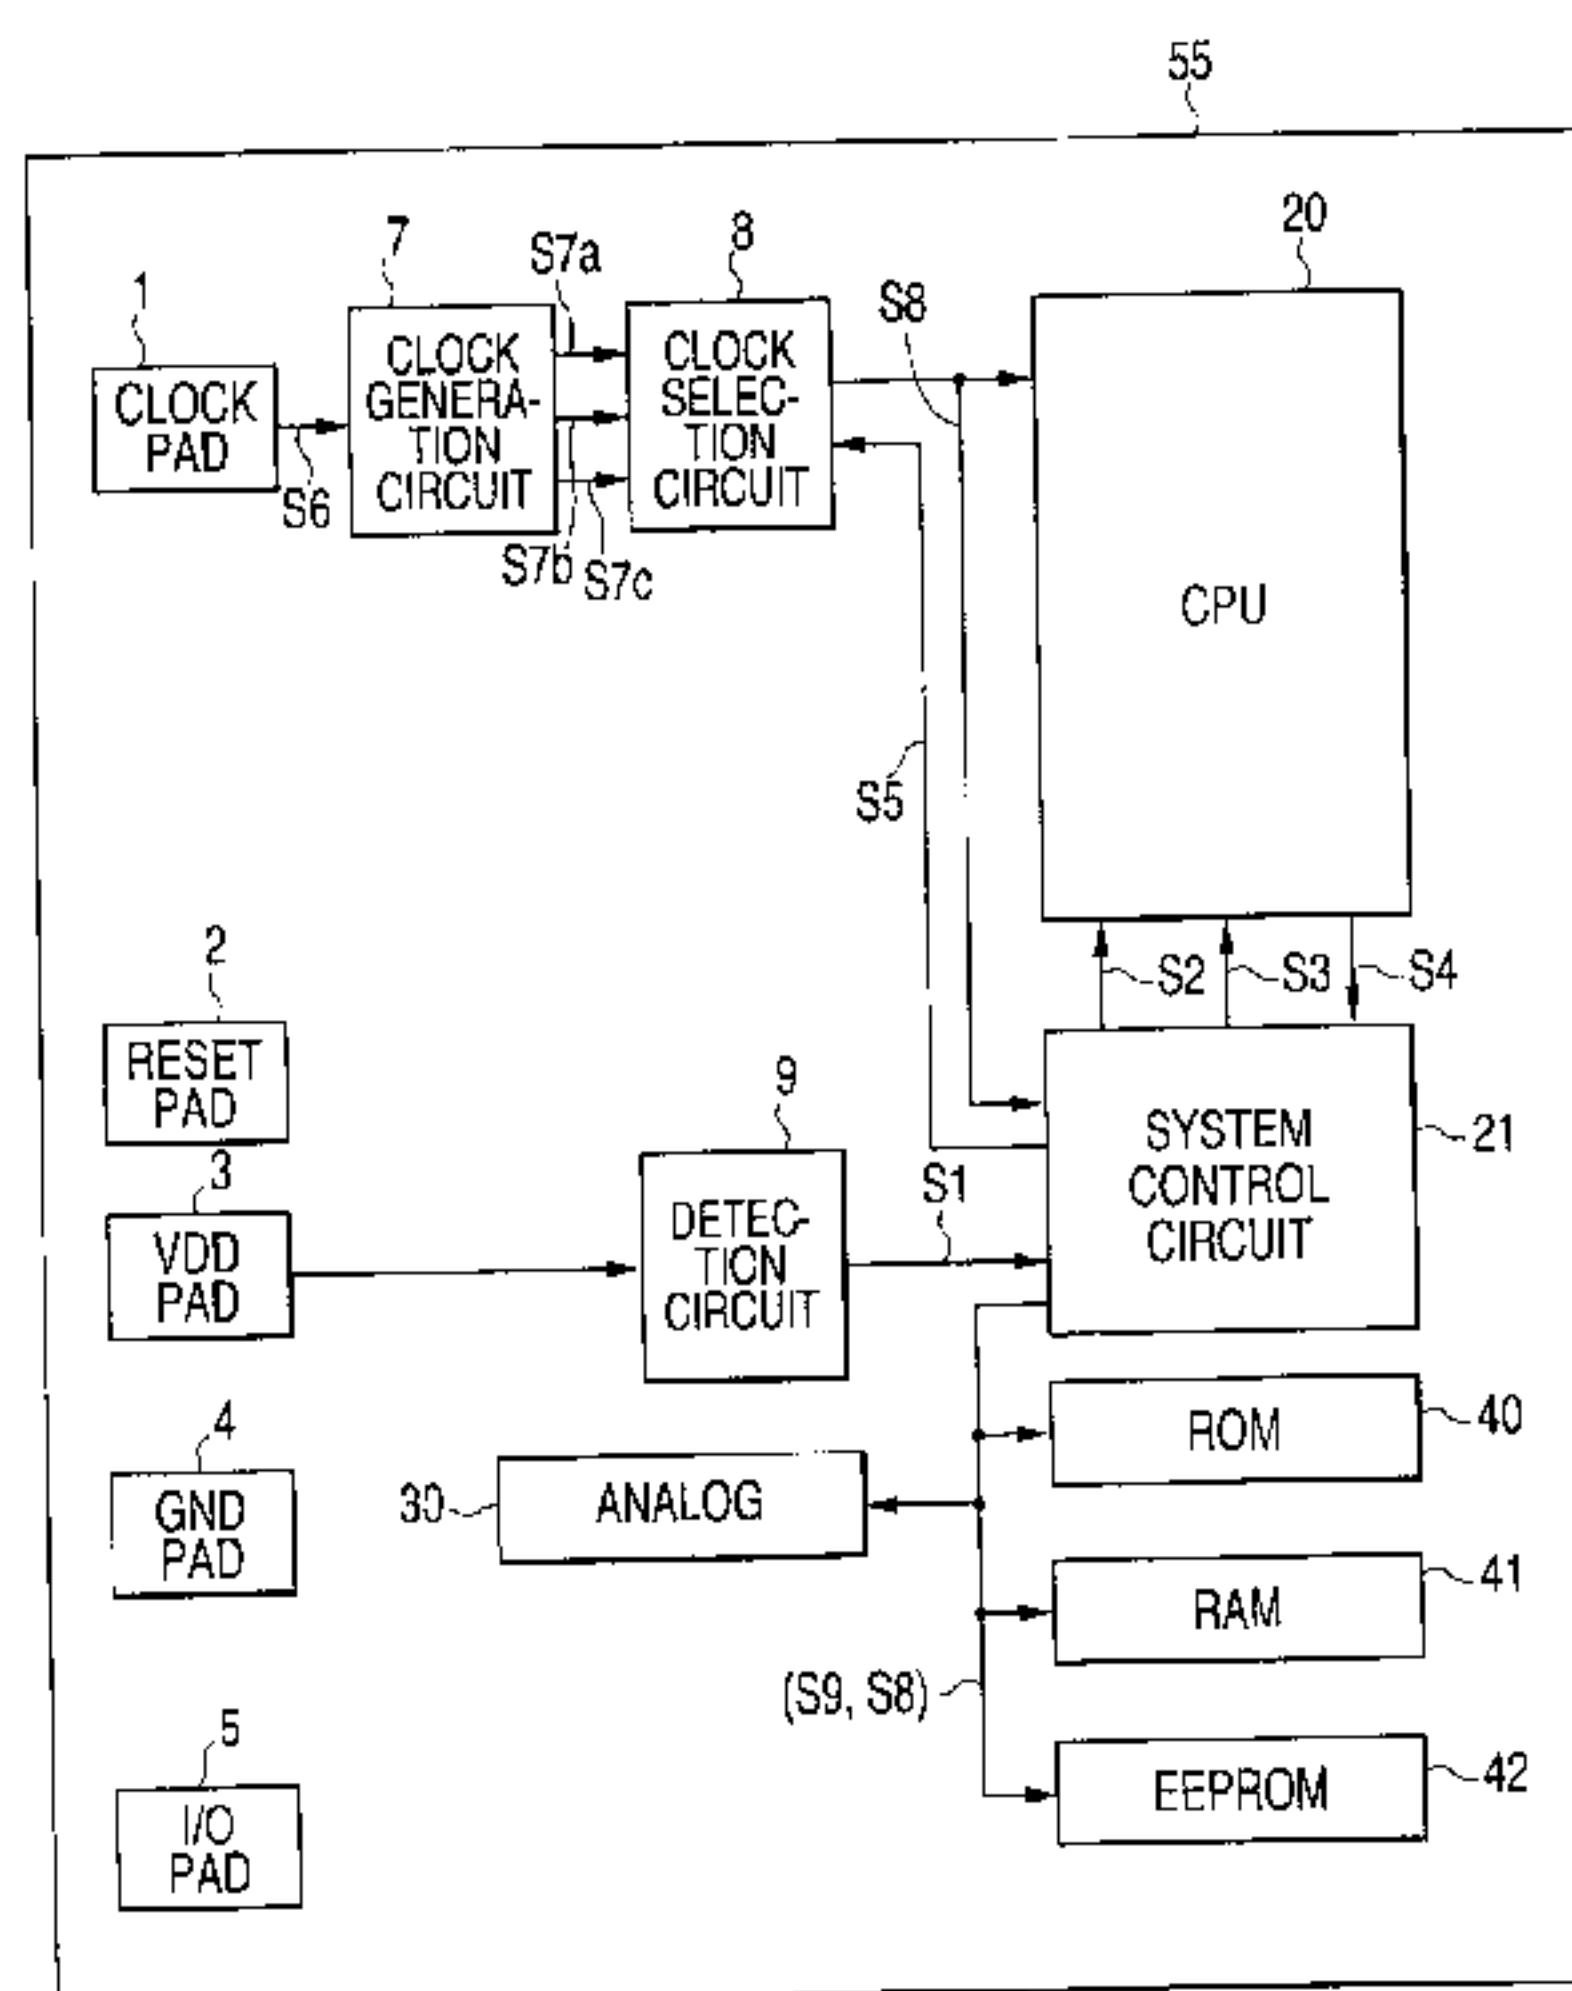 55
7
S7a
8
S8
20
1
CLOCK
PAD
S6
CLOCK
GENERA-
TION
CIRCUIT
S7b
S7c
CLOCK
SELEC-
TION
CIRCUIT
CPU
S5
S2
S3
S4
2
RESET
PAD
3
VDD
PAD
9
DETEC-
TION
CIRCUIT
S1
SYSTEM
CONTROL
CIRCUIT
21
4
GND
PAD
30
ANALOG
ROM
40
RAM
41
(S9, S8)
EEPROM
42
5
I/O
PAD